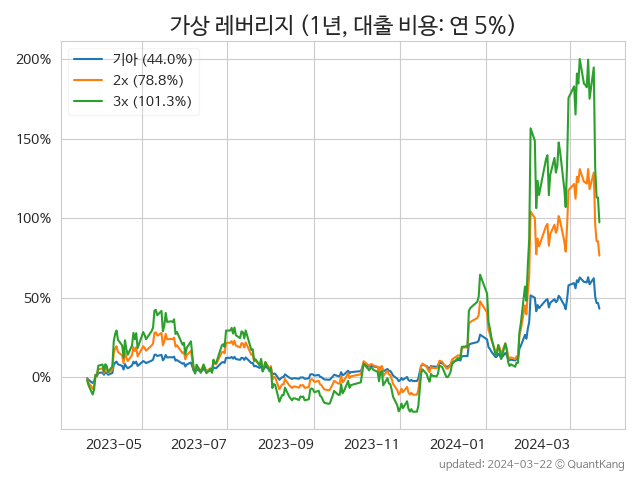 가상 레버리지 (1년, 대출 비용: 연 5%)
기아 (44.0%)
2x (78.8%)
3x (101.3%)
200%
150%
100%
50%
0%
2023-05 2023-07 2023-09 2023-11 2024-01 2024-03
updated: 2024-03-22 © QuantKang